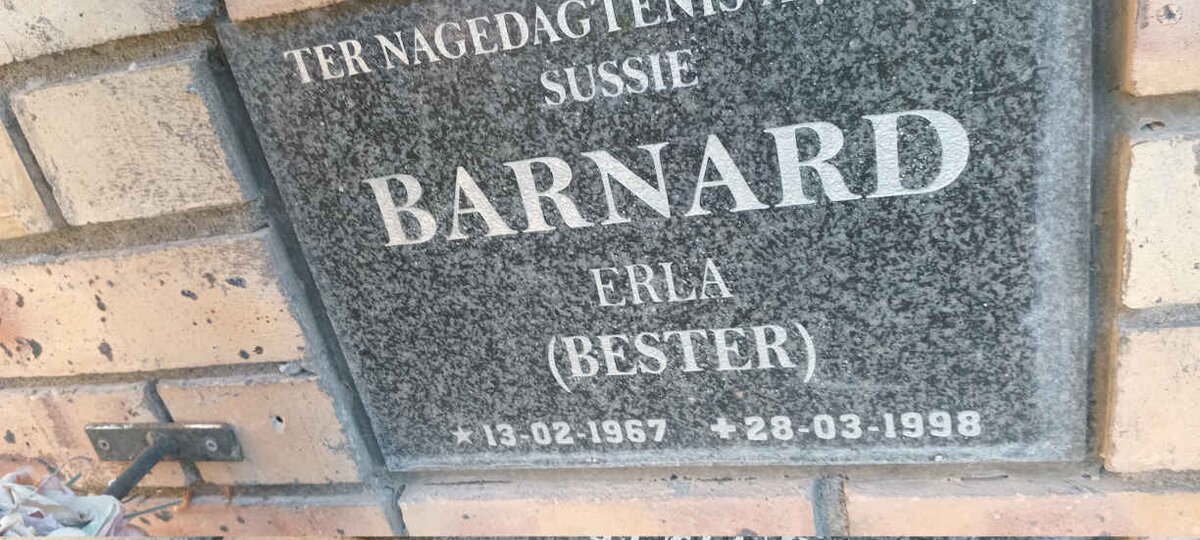 TER NAGEDAGTENIS
SUSSIE
BARNARD
ERLA
(BESTER)
★ 13-02-1967 ✚ 28-03-1998